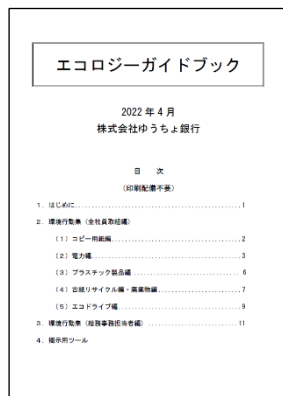 エコロジーガイドブック
2022年4月
株式会社ゆうちょ銀行
目 次
(印刷配備不要)
1. はじめに......................................................1
2. 環境行動集（全社員取組編）
（1）コピー用紙編..............................................2
（2）電力編....................................................3
（3）プラスチック製品編........................................6
（4）古紙リサイクル編・廃棄物編................................7
（5）エコドライブ編............................................9
3. 環境行動集（総務事務担当者編）..............................11
4. 掲示用ツール